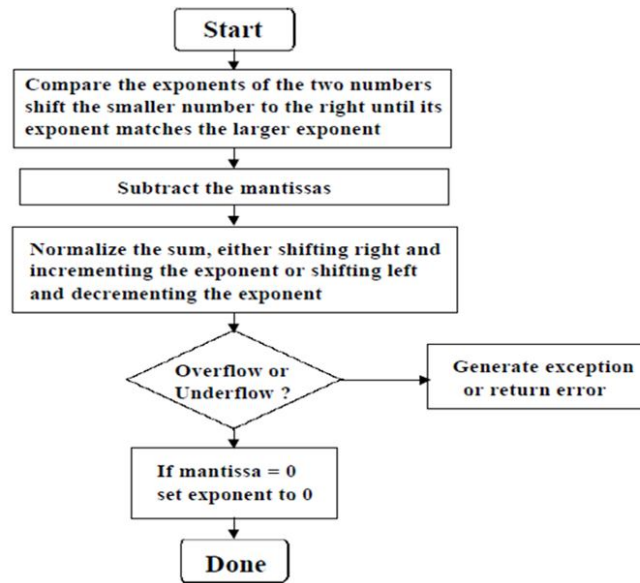 Start
Compare the exponents of the two numbers
shift the smaller number to the right until its
exponent matches the larger exponent
Subtract the mantissas
Normalize the sum, either shifting right and
incrementing the exponent or shifting left
and decrementing the exponent
Overflow or
Underflow ?
Generate exception
or return error
If mantissa = 0
set exponent to 0
Done